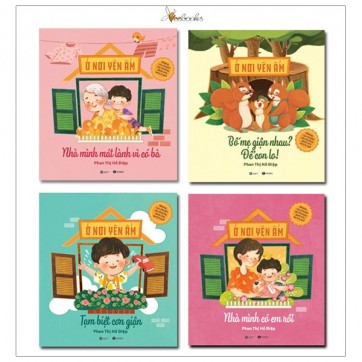 Ở NƠI YÊN ẤM
Nhà mình mát lành vì có bà
Phan Thị Hồ Điệp
Ở NƠI YÊN ẤM
Bố mẹ giận nhau?
Để con lo!
Phan Thị Hồ Điệp
Ở NƠI YÊN ẤM
Tạm biệt cơn giận
Phan Thị Hồ Điệp
Ở NƠI YÊN ẤM
Nhà mình có em rồi
Phan Thị Hồ Điệp